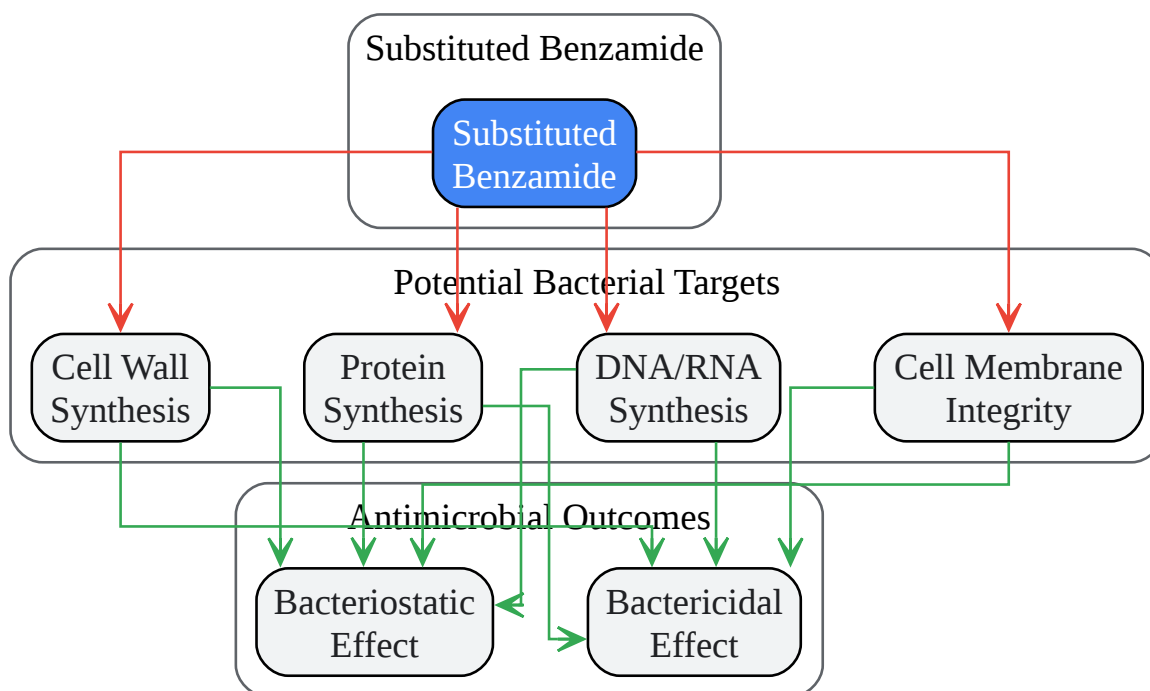 Substituted Benzamide
Substituted
Benzamide
Potential Bacterial Targets
Cell Wall
Synthesis
Protein
Synthesis
DNA/RNA
Synthesis
Cell Membrane
Integrity
Antimicrobial Outcomes
Bacteriostatic
Effect
Bactericidal
Effect